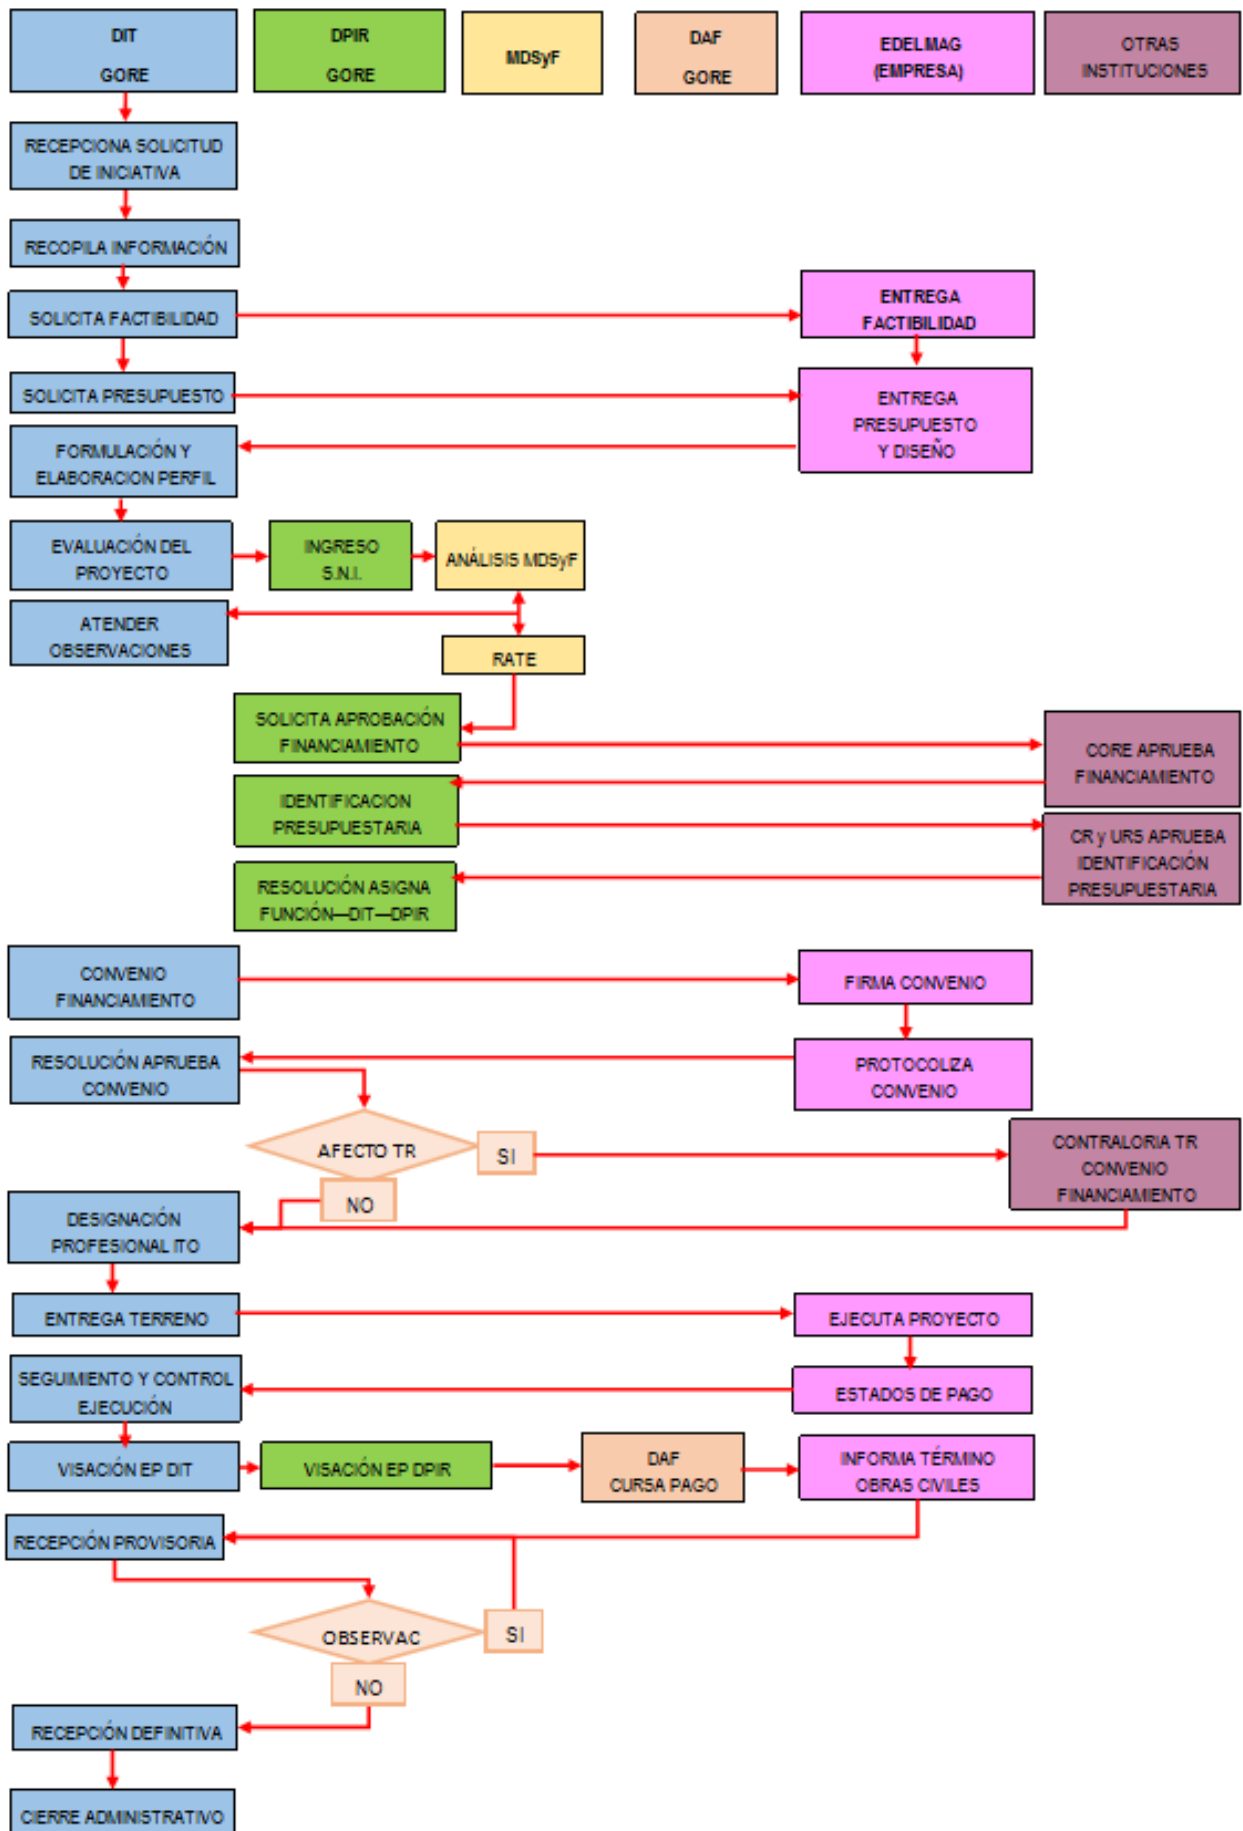 DIT
GORE
DPIR
GORE
MDSyF
DAF
GORE
EDELMAG
(EMPRESA)
OTRAS
INSTITUCIONES
RECEPCIONA SOLICITUD
DE INICIATIVA
RECOPILA INFORMACIÓN
SOLICITA FACTIBILIDAD
ENTREGA
FACTIBILIDAD
SOLICITA PRESUPUESTO
ENTREGA
PRESUPUESTO
Y DISEÑO
FORMULACIÓN Y
ELABORACION PERFIL
EVALUACIÓN DEL
PROYECTO
INGRESO
S.N.I.
ANÁLISIS MDSyF
ATENDER
OBSERVACIONES
RATE
SOLICITA APROBACIÓN
FINANCIAMIENTO
CORE APRUEBA
FINANCIAMIENTO
IDENTIFICACION
PRESUPUESTARIA
CR y URS APRUEBA
IDENTIFICACIÓN
PRESUPUESTARIA
RESOLUCIÓN ASIGNA
FUNCIÓN—DIT—DPIR
CONVENIO
FINANCIAMIENTO
FIRMA CONVENIO
RESOLUCIÓN APRUEBA
CONVENIO
PROTOCOLIZA
CONVENIO
AFECTO TR
SI
NO
CONTRALORIA TR
CONVENIO
FINANCIAMIENTO
DESIGNACIÓN
PROFESIONAL ITO
ENTREGA TERRENO
EJECUTA PROYECTO
SEGUIMIENTO Y CONTROL
EJECUCIÓN
ESTADOS DE PAGO
VISACIÓN EP DIT
VISACIÓN EP DPIR
DAF
CURSA PAGO
INFORMA TÉRMINO
OBRAS CIVILES
RECEPCIÓN PROVISORIA
OBSERVAC
SI
NO
RECEPCIÓN DEFINITIVA
CIERRE ADMINISTRATIVO